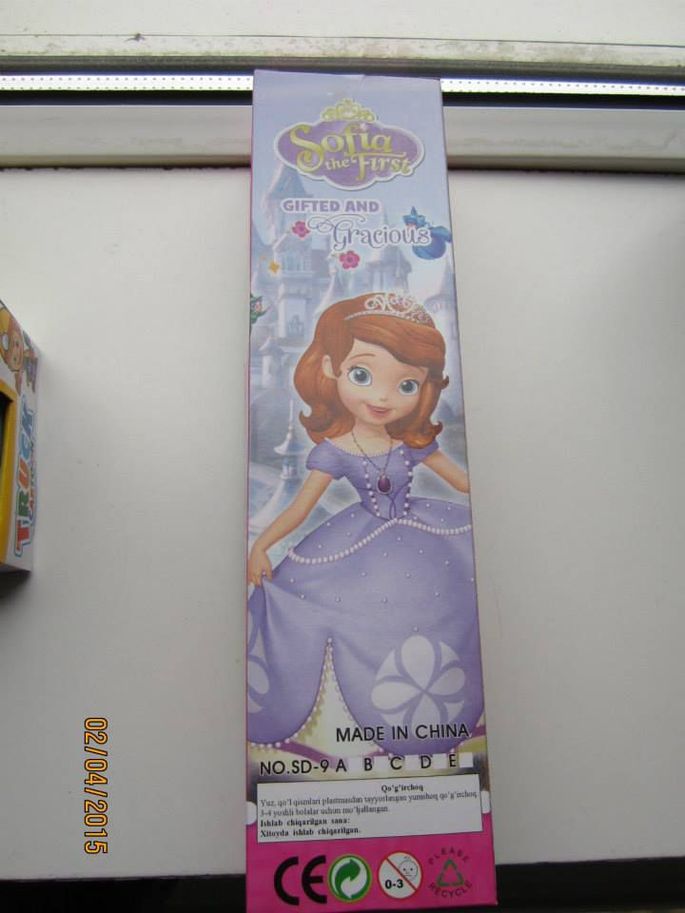 Sofia
the First
GIFTED AND
Gracious
TRUCK
MADE IN CHINA
NO.SD-9 A B C D E
Qo'g'irchoq
Yuz, qo'l qismlari plastmassdan tayyorlangan yumshoq qo'g'irchoq
3-4 yoshli bolalar uchun mo'ljallangan.
Ishlab chiqarilgan sana:
Xitoyda ishlab chiqarilgan.
CE
0-3
PLEASE
RECYCLE
02/04/2015